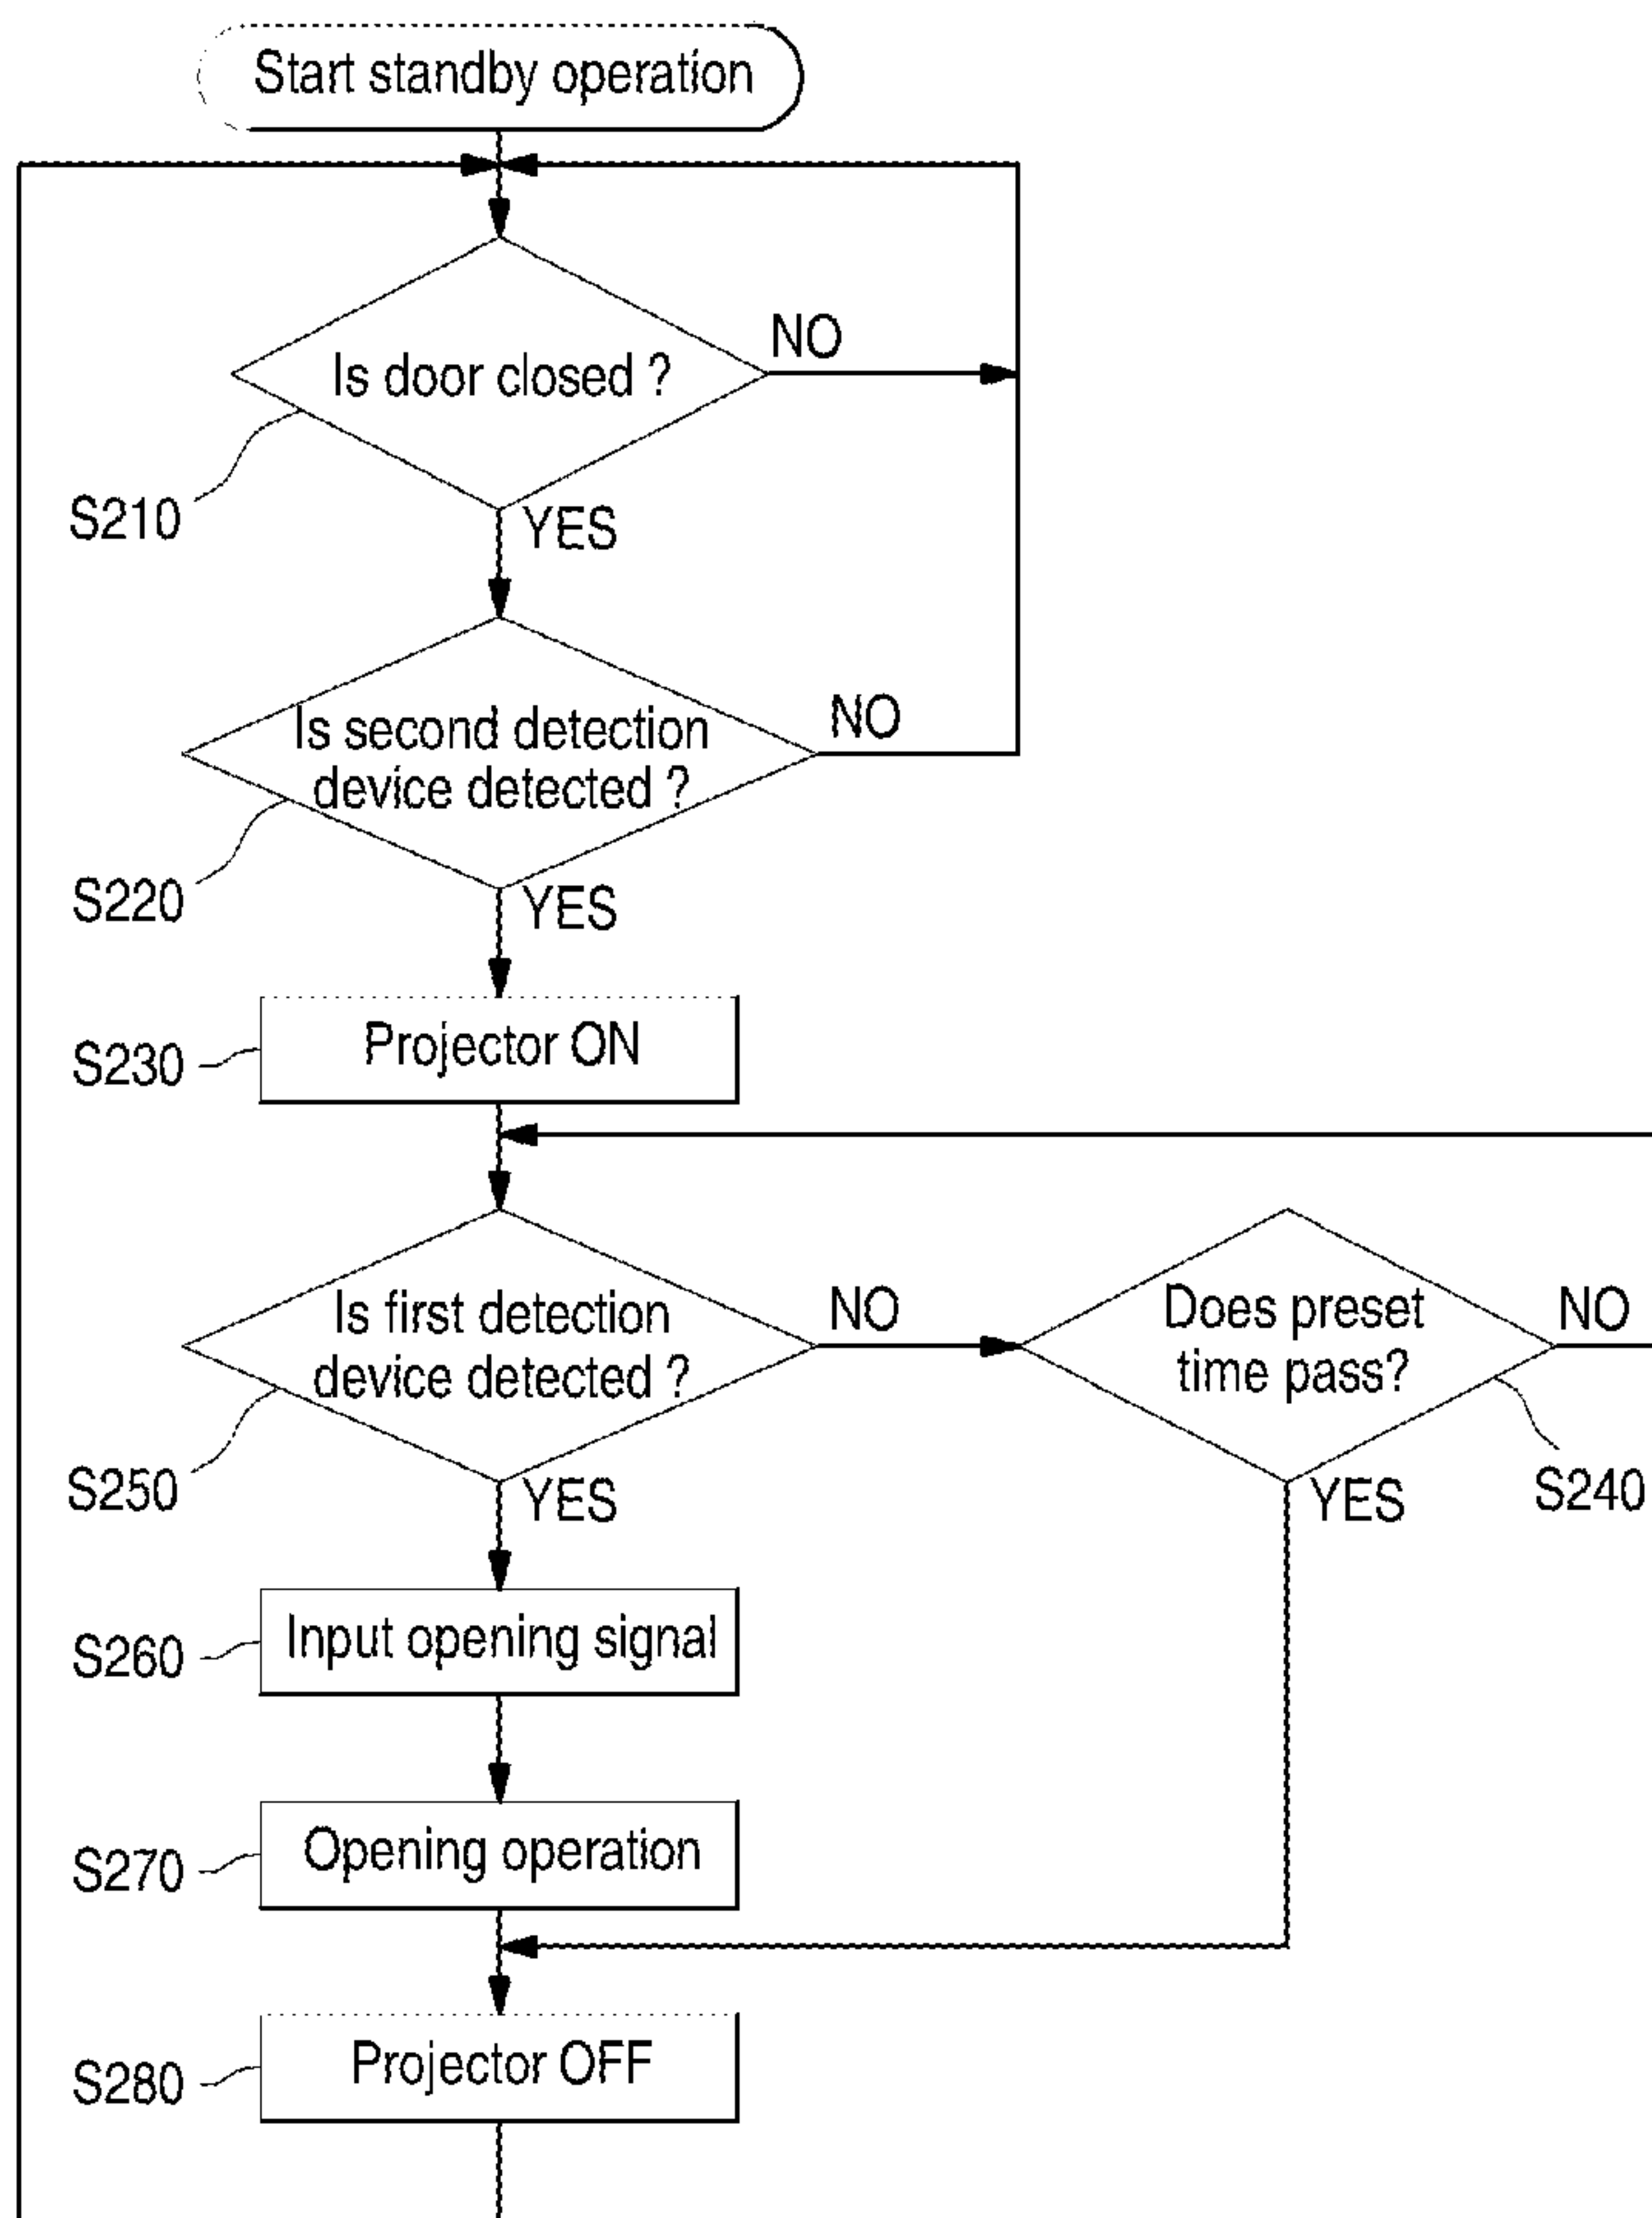 Start standby operation
Is door closed ?
NO
S210
YES
Is second detection
device detected ?
NO
S220
YES
Projector ON
S230
Is first detection
device detected ?
NO
Does preset
time pass?
NO
S250
YES
YES
S240
Input opening signal
S260
Opening operation
S270
Projector OFF
S280